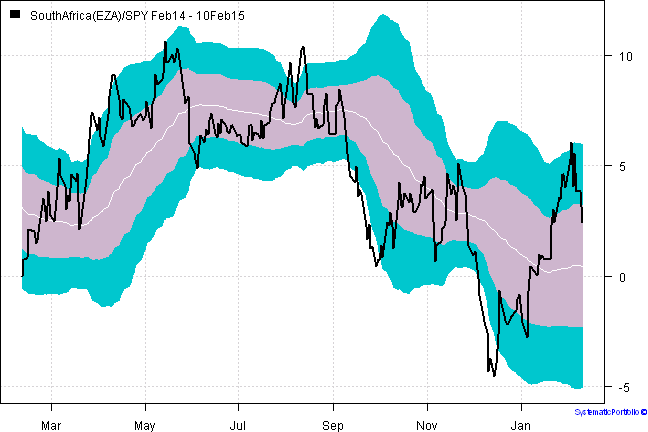 SouthAfrica(EZA)/SPY Feb14 - 10Feb15
10
5
0
-5
Mar May Jul Sep Nov Jan
SystematicPortfolio ©